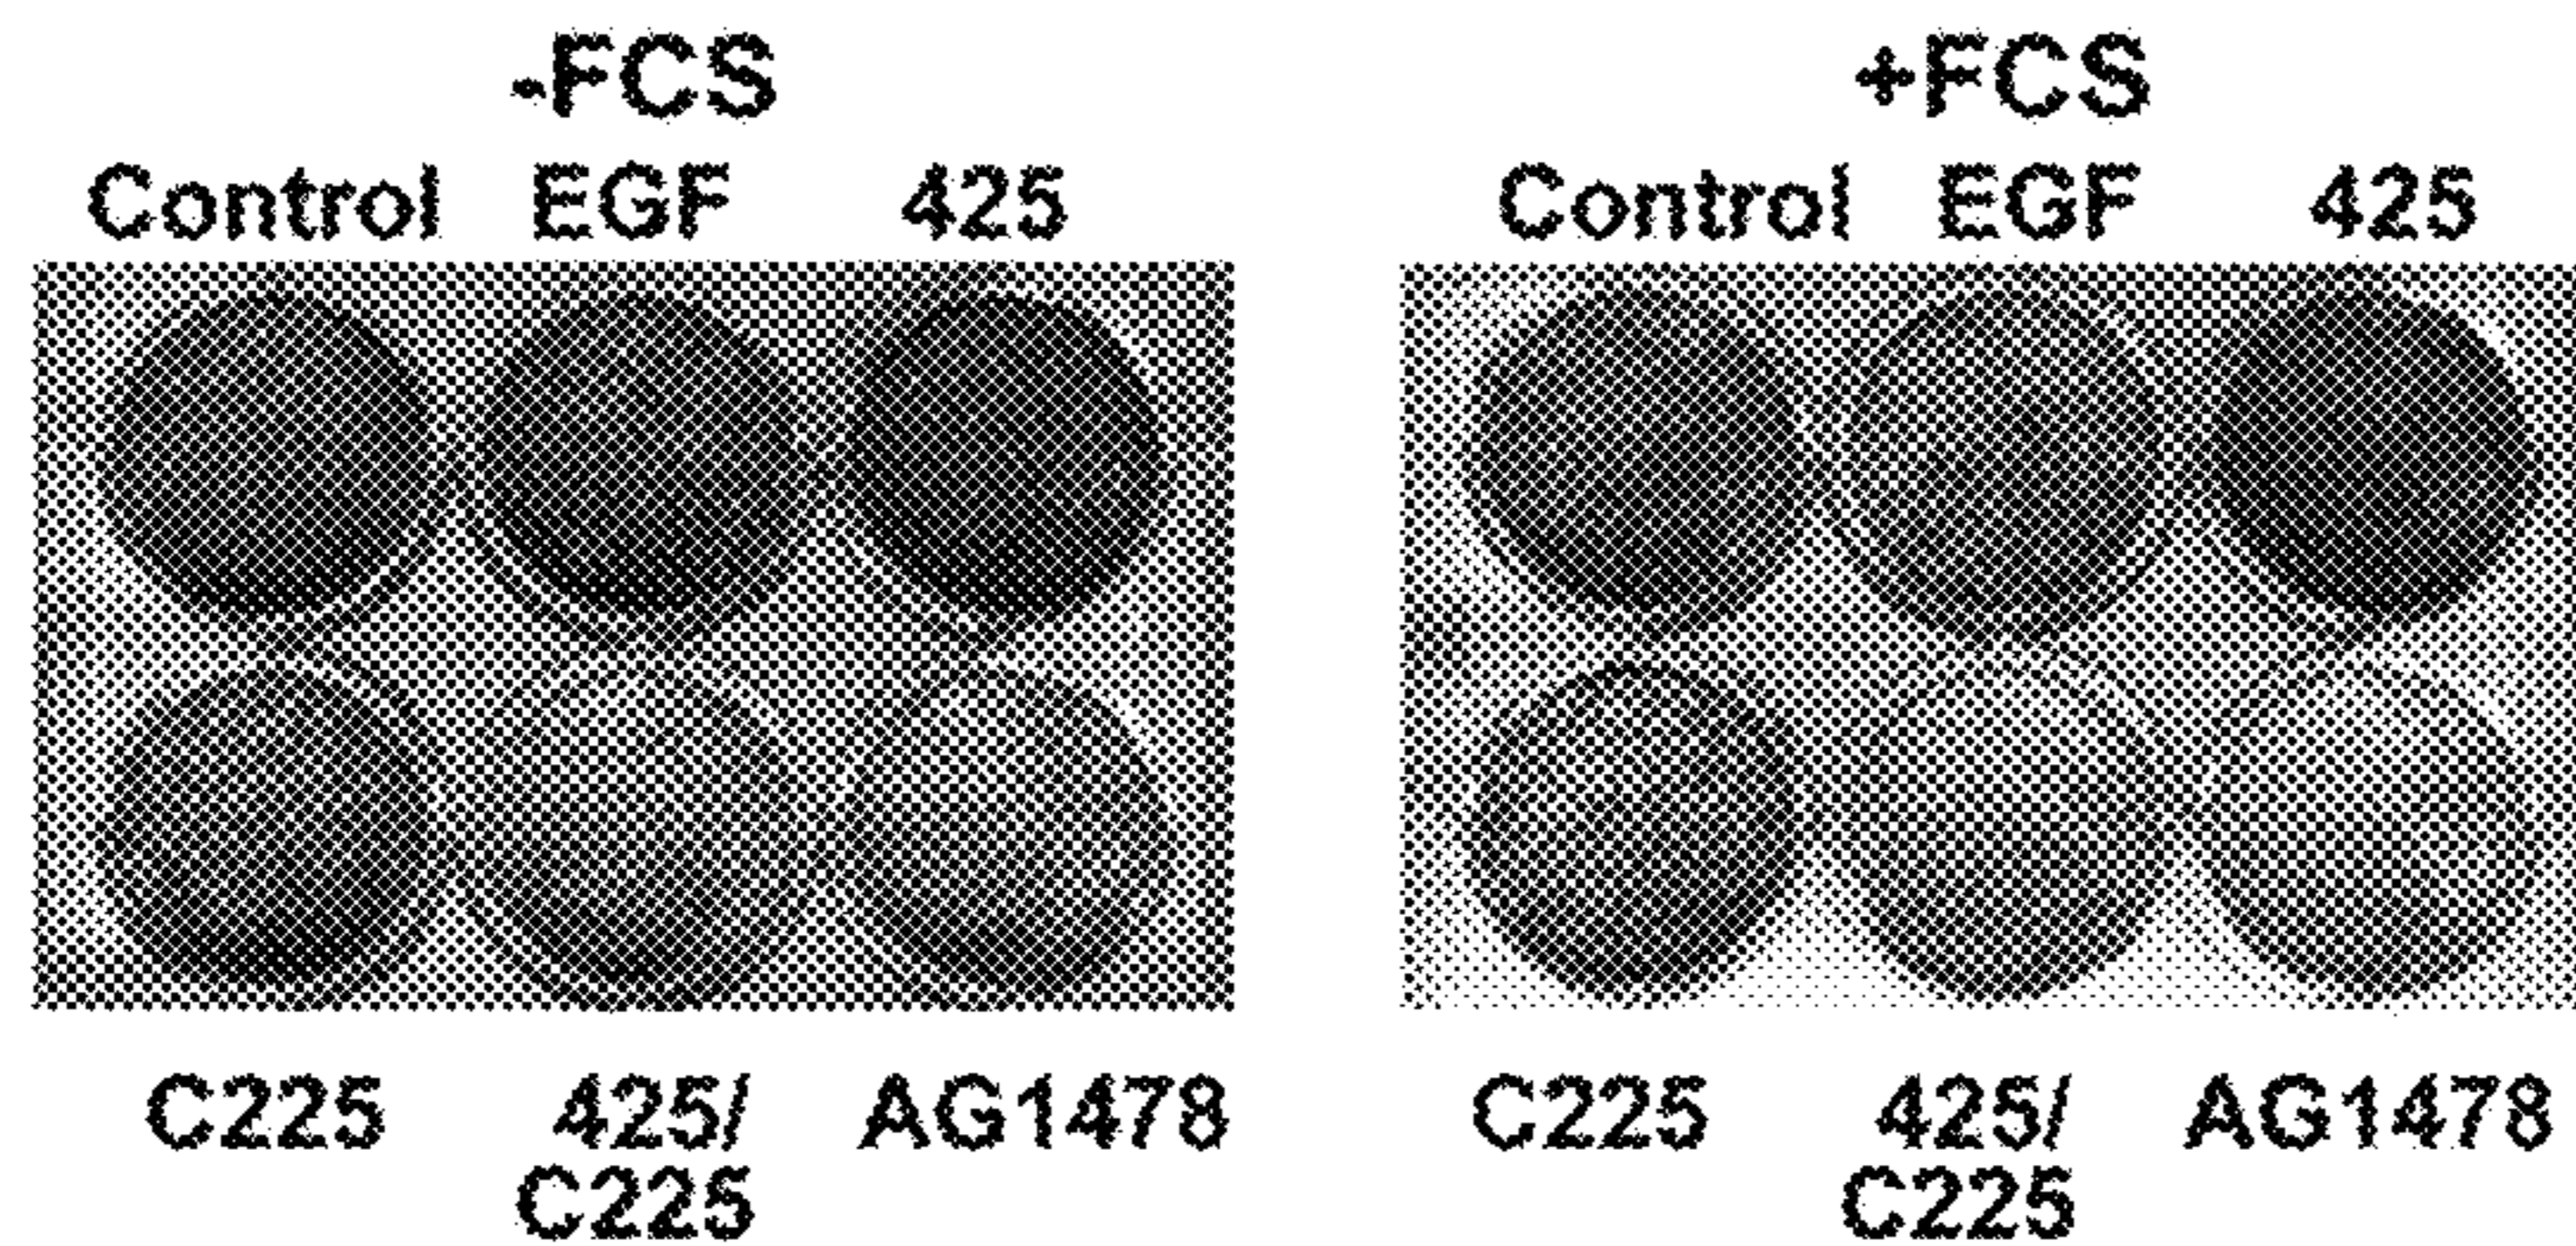 -FCS +FCS
Control EGF 425 Control EGF 425
C225 425/ AG1478 C225 425/ AG1478
C225 C225